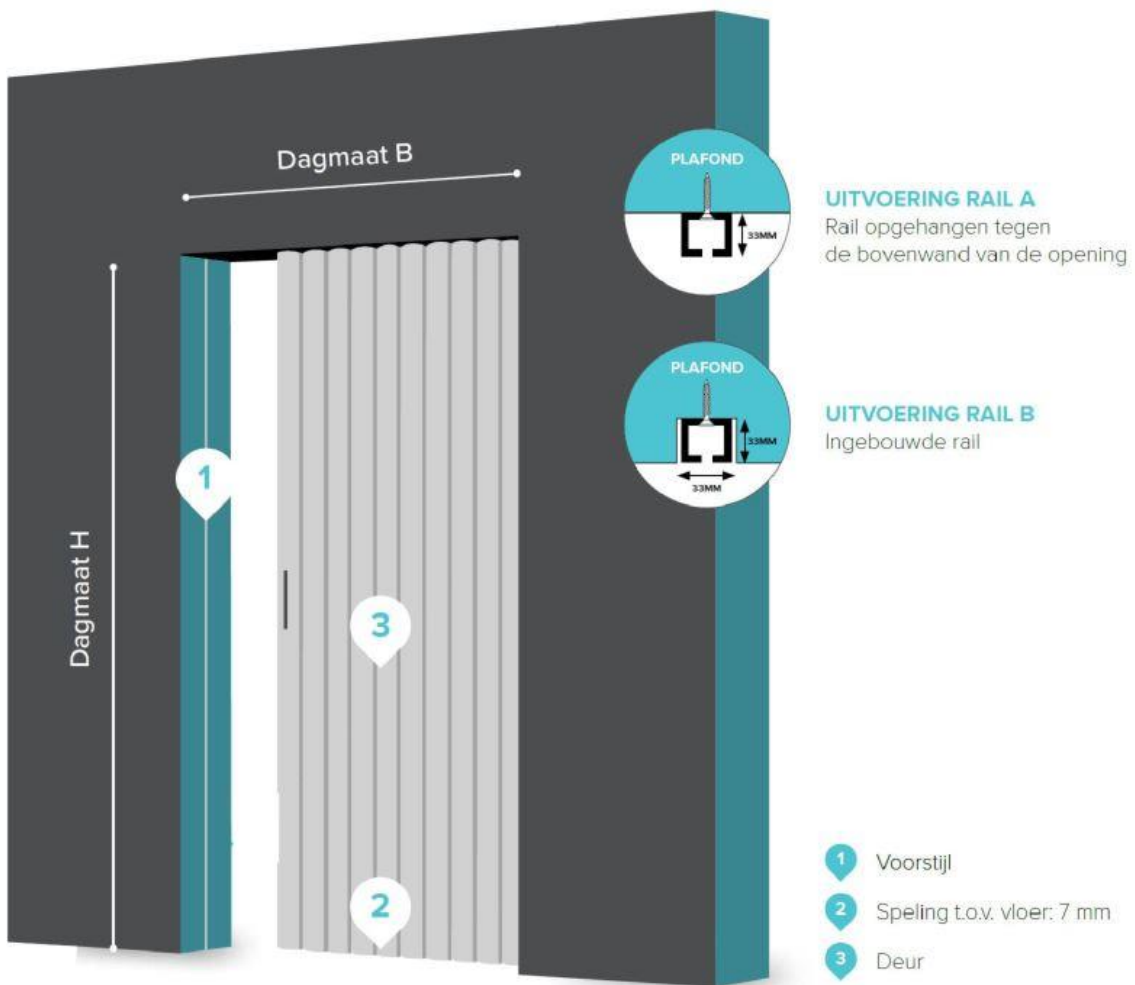 Dagmaat B
Dagmaat H
1
3
2
PLAFOND
33MM
UITVOERING RAIL A
Rail opgehangen tegen
de bovenwand van de opening
PLAFOND
33MM
33MM
UITVOERING RAIL B
Ingebouwde rail
1 Voorstijl
2 Speling t.o.v. vloer: 7 mm
3 Deur